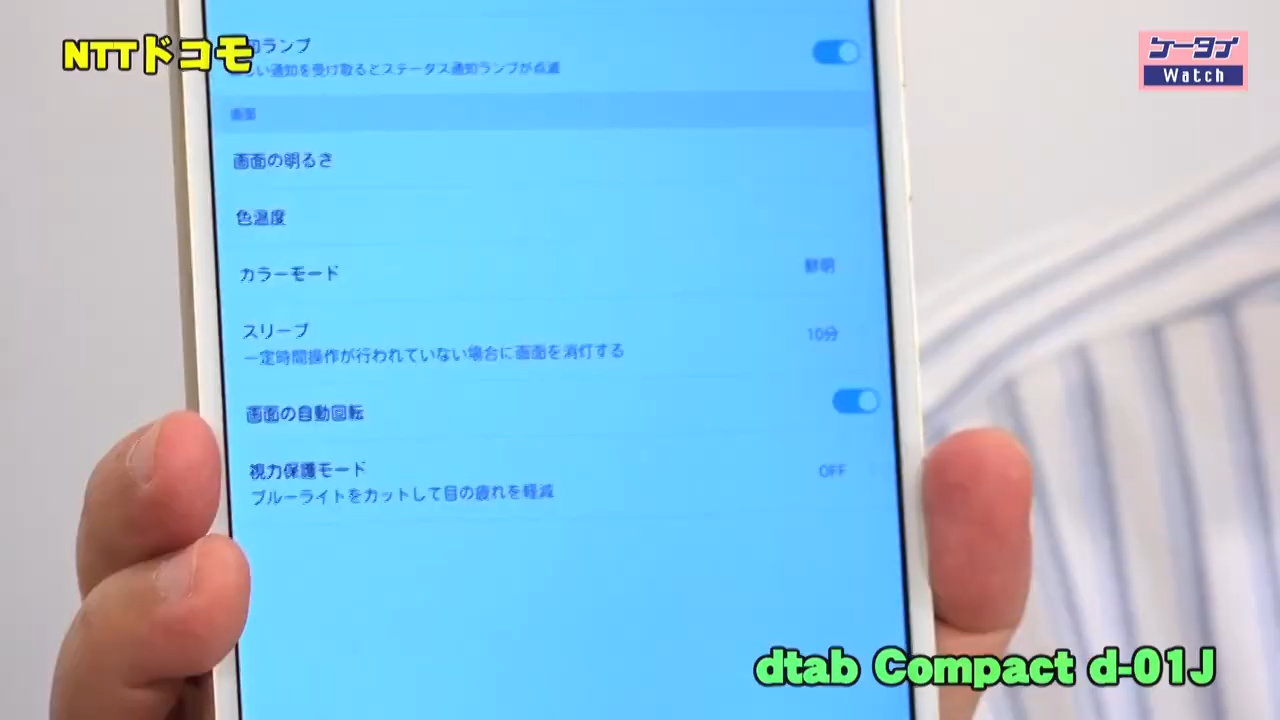 NTTドコモ
ケータイ
Watch
ランプ
い通知を受け取るとステータス通知ランプが点滅
画面
画面の明るさ
色温度
カラーモード
鮮明
スリープ
一定時間操作が行われていない場合に画面を消灯する
10分
画面の自動回転
視力保護モード
ブルーライトをカットして目の疲れを軽減
OFF
dtab Compact d-01J